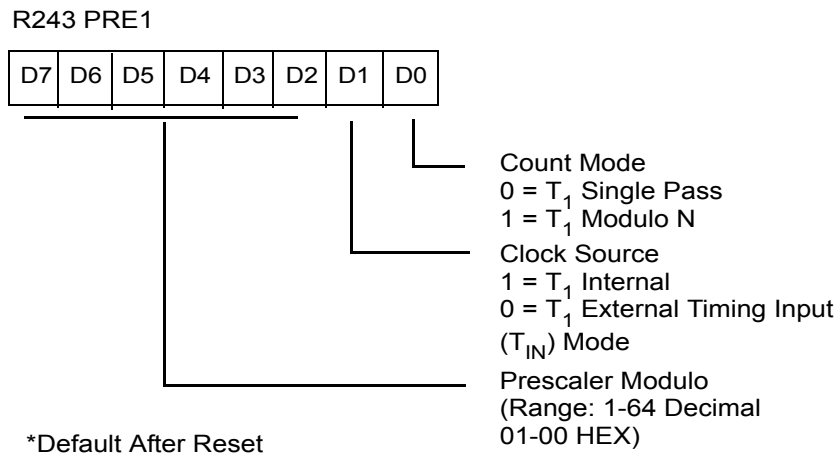 R243 PRE1
D7 D6 D5 D4 D3 D2 D1 D0
Count Mode
0 = T1 Single Pass
1 = T1 Modulo N
Clock Source
1 = T1 Internal
0 = T1 External Timing Input
(TIN) Mode
Prescaler Modulo
(Range: 1-64 Decimal
01-00 HEX)
*Default After Reset